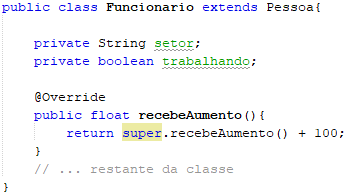 public class Funcionario extends Pessoa{
private String setor;
private boolean trabalhando;
@Override
public float recebeAumento(){
return super.recebeAumento() + 100;
}
// ... restante da classe
}